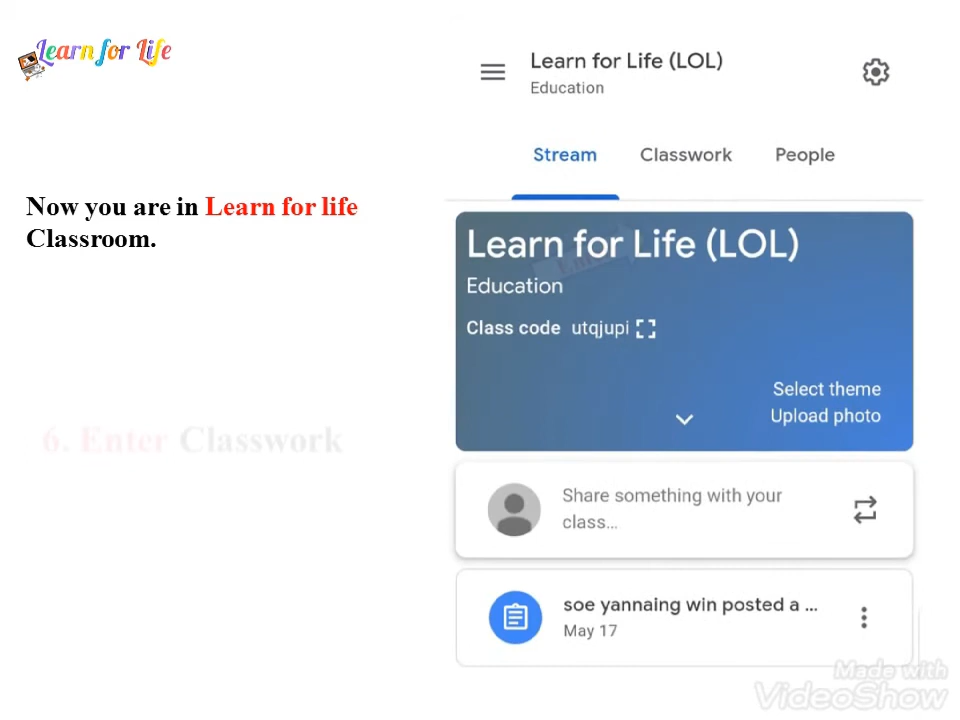 Learn for Life
Now you are in Learn for life
Classroom.
6. Enter Classwork
Learn for Life (LOL)
Education
Stream Classwork People
Learn for Life (LOL)
Education
Class code utqjupi
Select theme
Upload photo
Share something with your
class...
soe yannaing win posted a ...
May 17
Made with
VideoShow